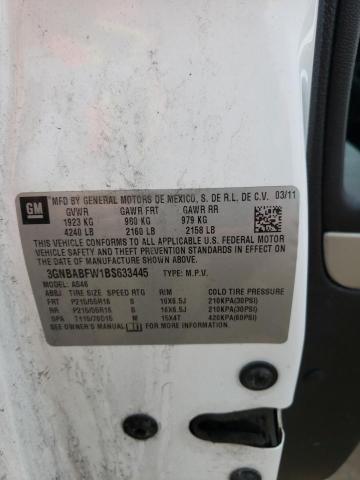 MFD BY GENERAL MOTORS DE MEXICO, S. DE R.L, DE C.V. 03/11
GM
GVWR GAWR FRT GAWR RR
1923 KG 980 KG 979 KG
4240 LB 2160 LB 2158 LB
THIS VEHICLE CONFORMS TO ALL APPLICABLE U.S. FEDERAL MOTOR
VEHICLE SAFETY, AND THEFT PREVENTION STANDARDS IN
EFFECT ON THE DATE OF MANUFACTURE SHOWN ABOVE.
3GNBABFW1BS633445 TYPE: M.P.V.
MODEL: AS46
TIRE SIZE SPEED RTG RIM COLD TIRE PRESSURE
FRT P215/55R16 S 16X6.5J 210KPA(30PSI)
RR P215/55R16 S 16X6.5J 210KPA(30PSI)
SPA T115/70D15 M 15X4T 420KPA(60PSI)
SEE OWNER'S MANUAL FOR ADDITIONAL INFORMATION.